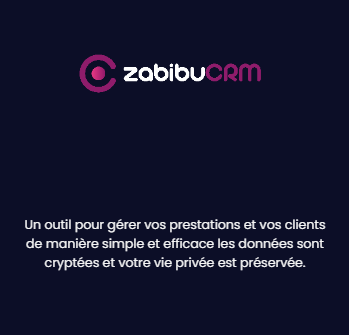 zabibuCRM
Un outil pour gérer vos prestations et vos clients
de manière simple et efficace les données sont
cryptées et votre vie privée est préservée.